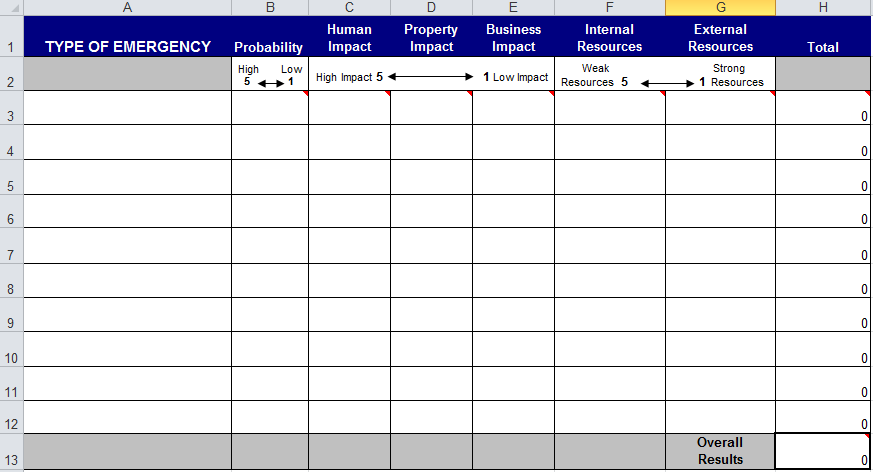 A B C D E F G H
1 TYPE OF EMERGENCY Probability Human Impact Property Impact Business Impact Internal Resources External Resources Total
2 High 5 Low 1 High Impact 5 1 Low Impact Weak Resources 5 Strong 1 Resources
3 0
4 0
5 0
6 0
7 0
8 0
9 0
10 0
11 0
12 0
13 Overall Results 0